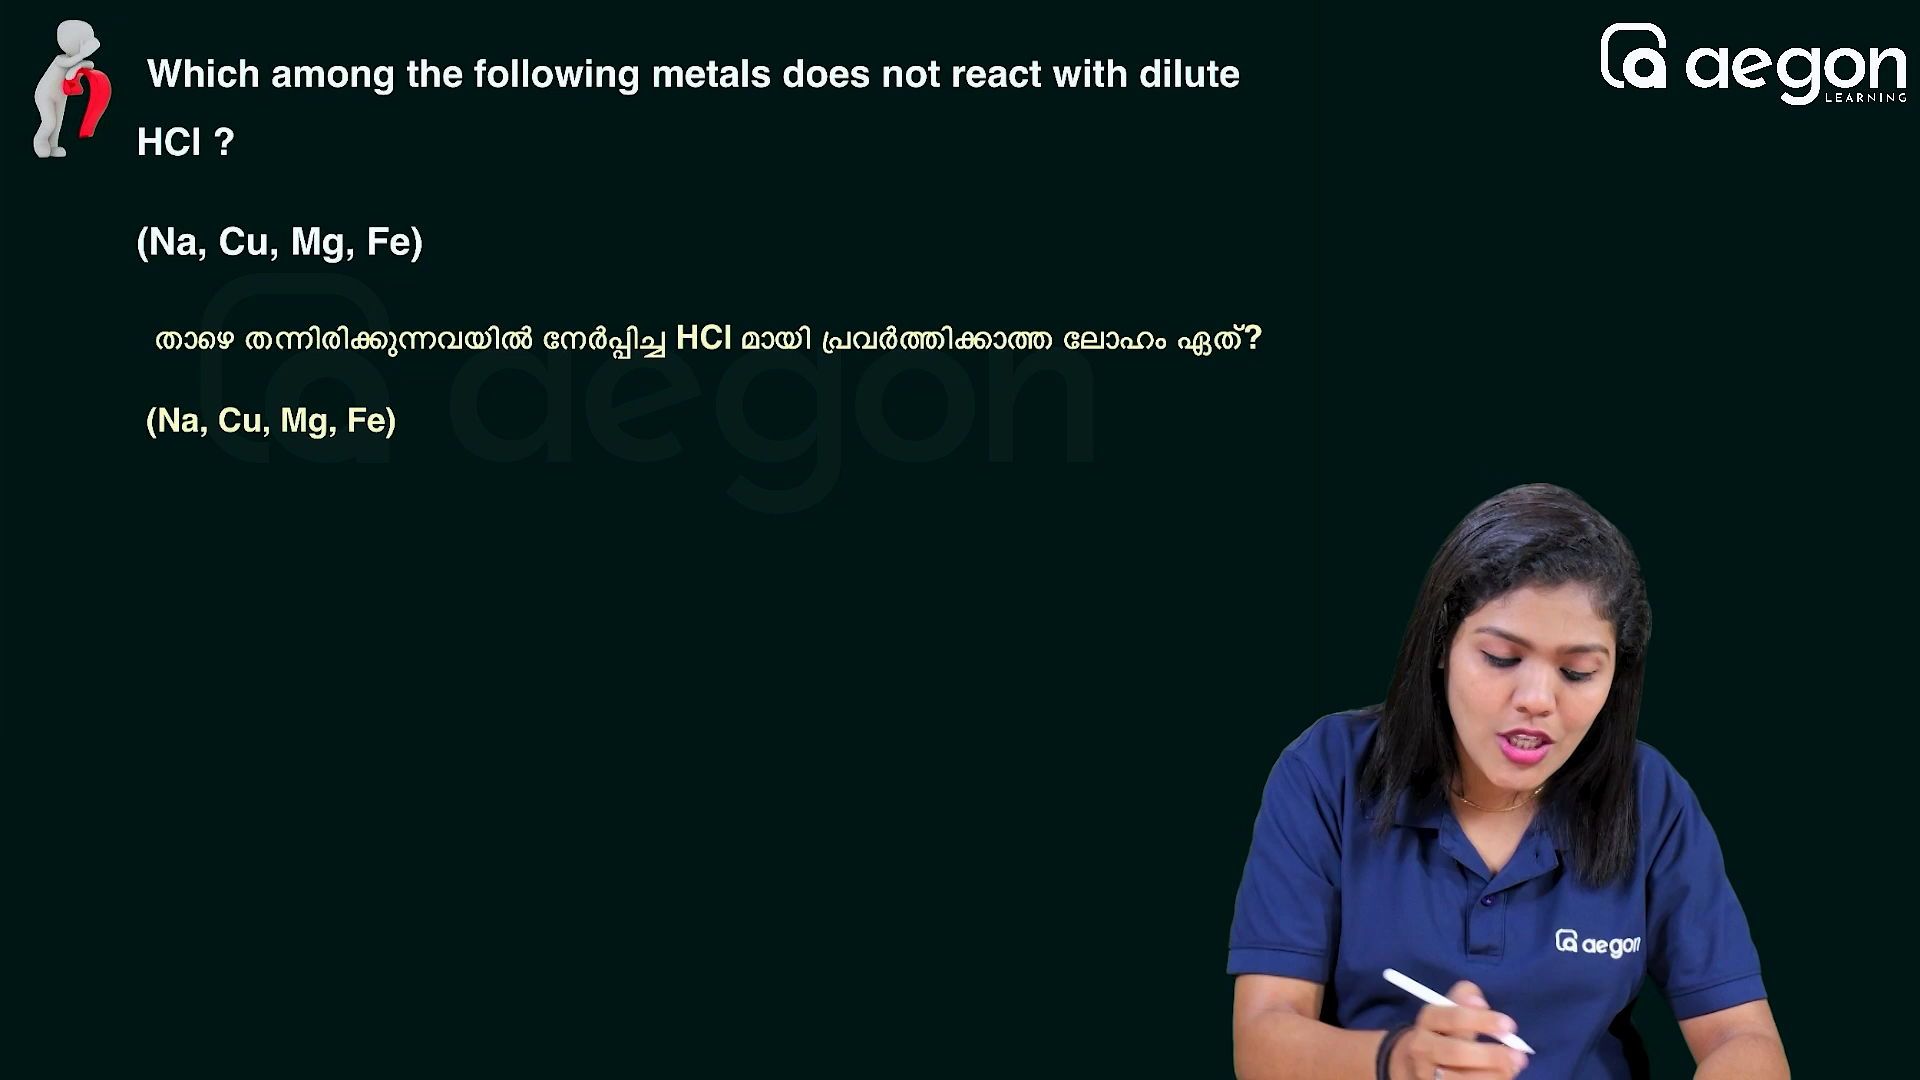 Which among the following metals does not react with dilute
HCl ?
(Na, Cu, Mg, Fe)
താഴെ തന്നിരിക്കുന്നവയിൽ നേർപ്പിച്ച HCl മായി പ്രവർത്തിക്കാത്ത ലോഹം ഏത്?
(Na, Cu, Mg, Fe)
aegon
LEARNING
aegon
aegon